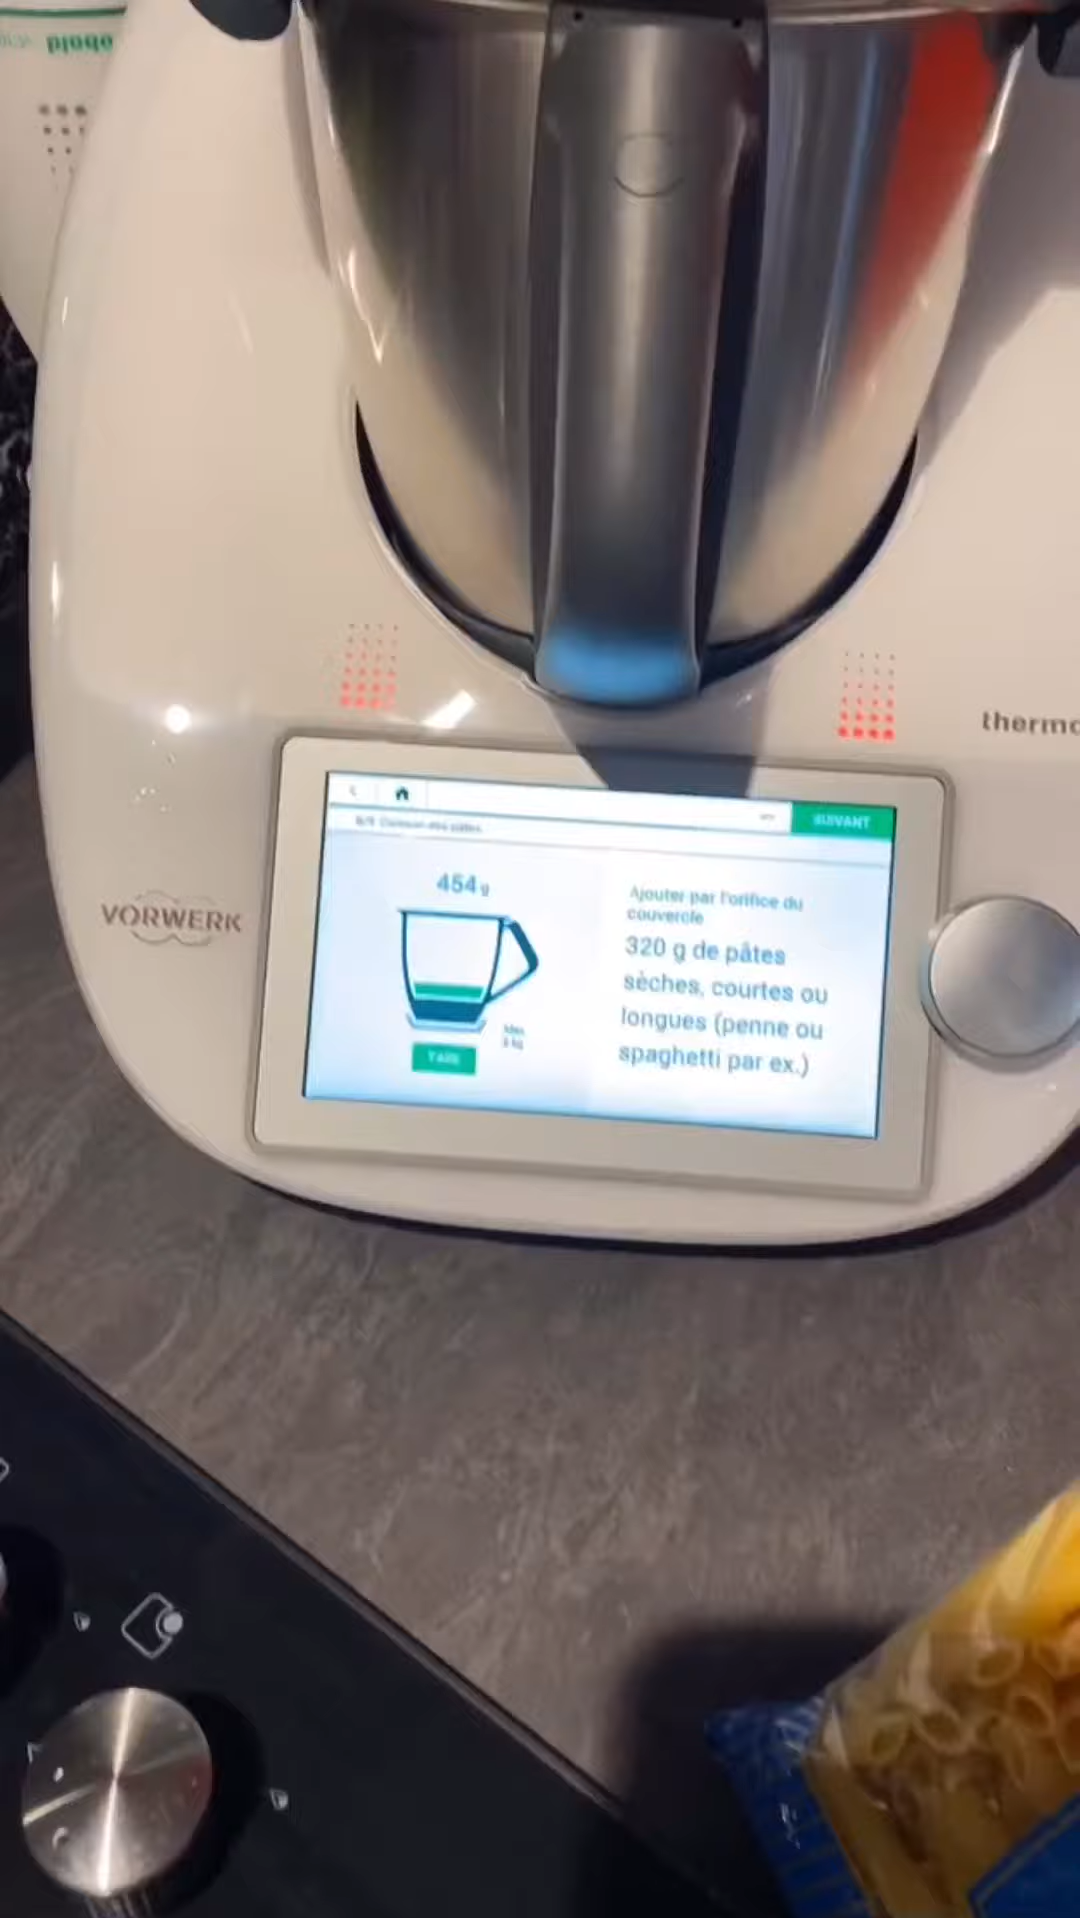 VORWERK
thermo
SUIVANT
454 g
TARE
Ajouter par l'orifice du
couvercle
320 g de pâtes
sèches, courtes ou
longues (penne ou
spaghetti par ex.)